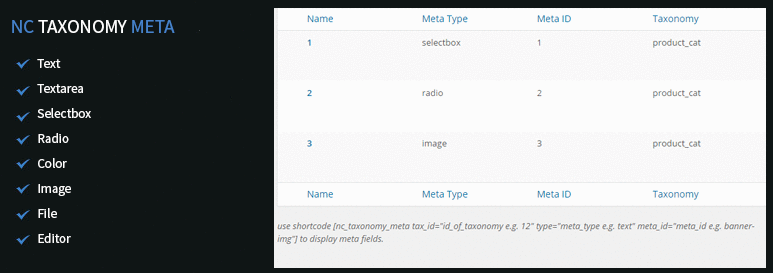 NC TAXONOMY META
Text
Textarea
Selectbox
Radio
Color
Image
File
Editor
Name Meta Type Meta ID Taxonomy
1 selectbox 1 product_cat
2 radio 2 product_cat
3 image 3 product_cat
Name Meta Type Meta ID Taxonomy
use shortcode [nc_taxonomy_meta tax_id="id_of_taxonomy e.g. 12" type="meta_type e.g. text" meta_id="meta_id e.g. banner-
img"] to display meta fields.